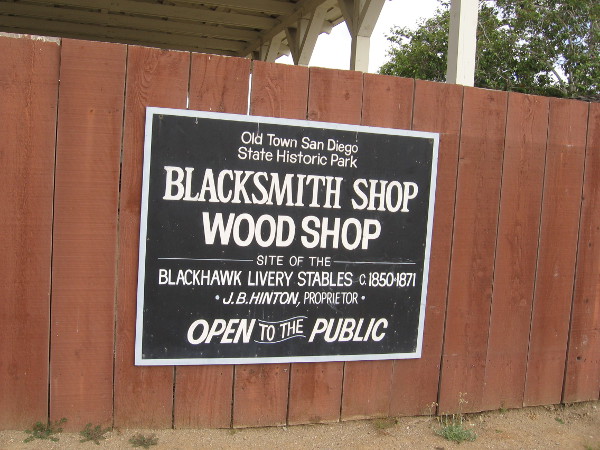 Old Town San Diego
State Historic Park
BLACKSMITH SHOP
WOOD SHOP
SITE OF THE
BLACKHAWK LIVERY STABLES C. 1850-1871
• J.B. HINTON, PROPRIETOR •
OPEN TO THE PUBLIC